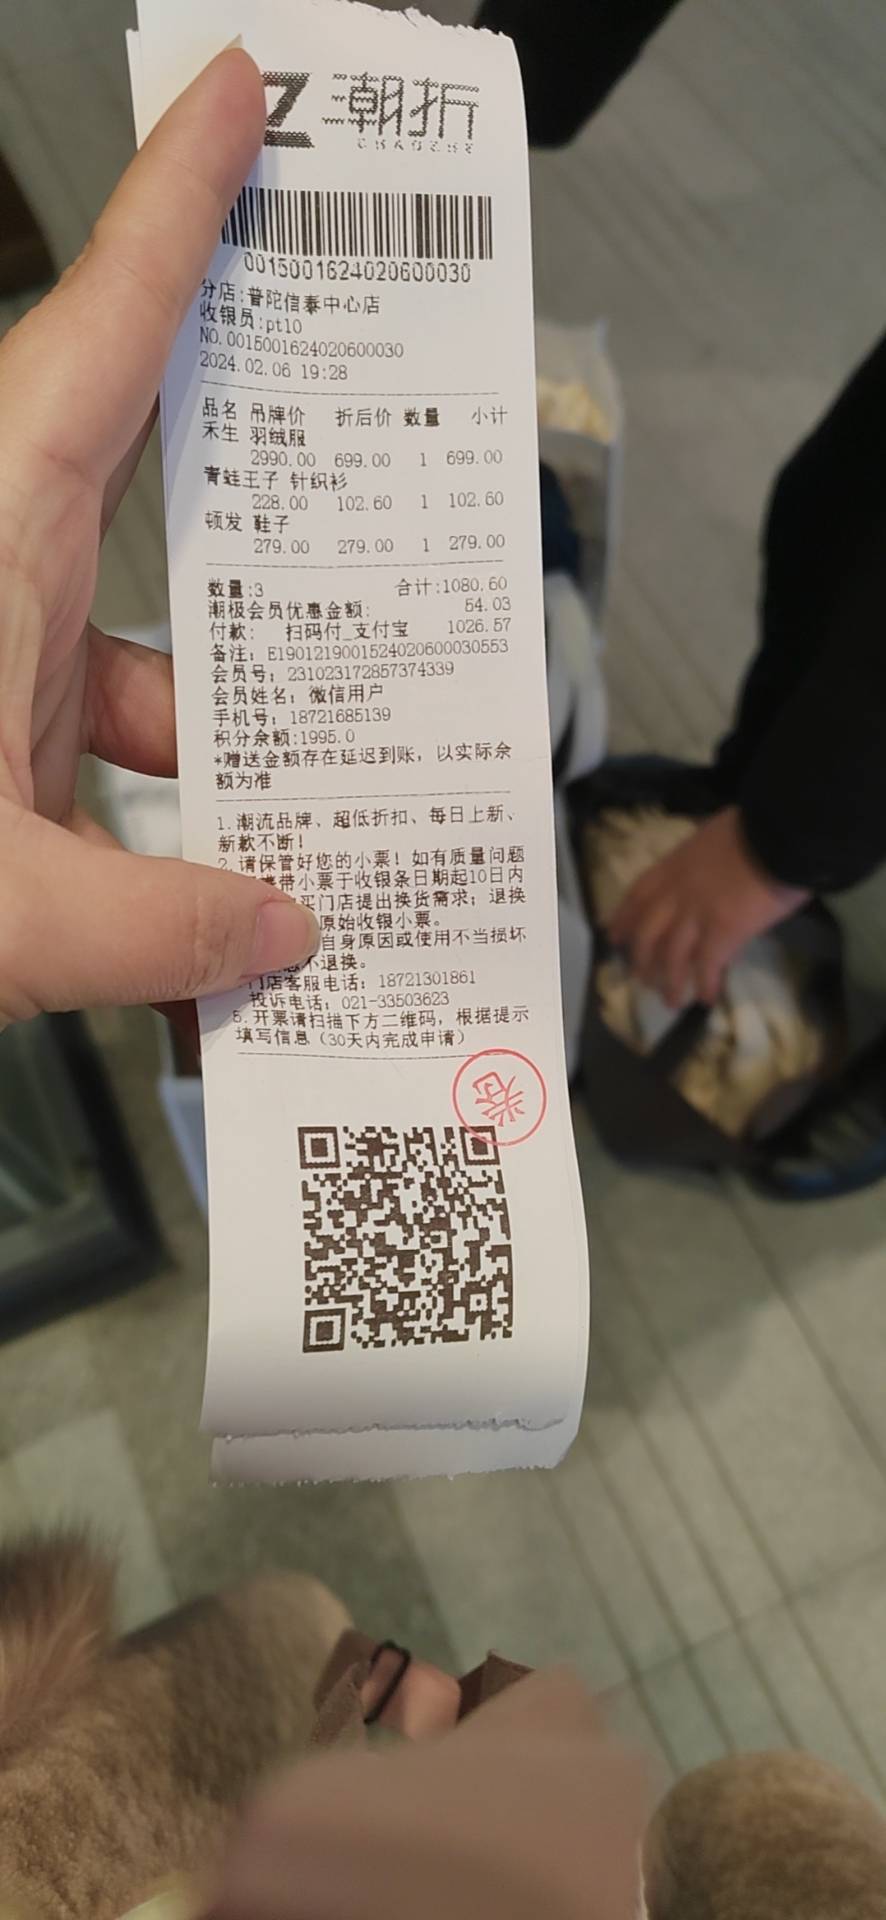 Z 潮折
CHAOZHE
0015001624020600030
分店:普陀信泰中心店
收银员:pt10
NO.0015001624020600030
2024.02.06 19:28
品名 吊牌价 折后价 数量 小计
禾生 羽绒服
2990.00 699.00 1 699.00
青蛙王子 针织衫
228.00 102.60 1 102.60
顿发 鞋子
279.00 279.00 1 279.00
数量:3 合计:1080.60
潮极会员优惠金额: 54.03
付款: 扫码付_支付宝 1026.57
备注: E1901219001524020600030553
会员号: 231023172857374339
会员姓名: 微信用户
手机号: 18721685139
积分余额:1995.0
*赠送金额存在延迟到账，以实际余
额为准
1.潮流品牌、超低折扣、每日上新、
新款不断!
2.请保管好您的小票! 如有质量问题
带小票于收银条日期起10日内
买门店提出换货需求; 退换
原始收银小票。
自身原因或使用不当损坏
不退换。
门店客服电话: 18721301861
投诉电话: 021-33503623
5.开票请扫描下方二维码，根据提示
填写信息（30天内完成申请）
卷